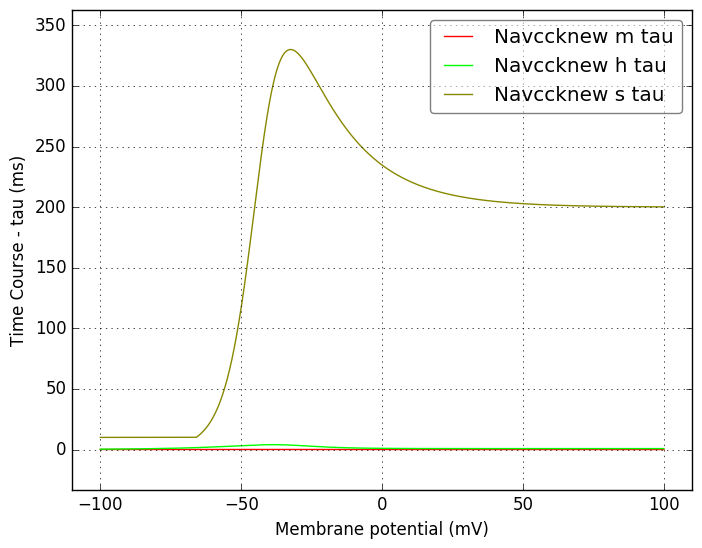 350
300
250
200
150
100
50
0
−100
−50
0
50
100
Time Course - tau (ms)
Membrane potential (mV)
Navccknew m tau
Navccknew h tau
Navccknew s tau